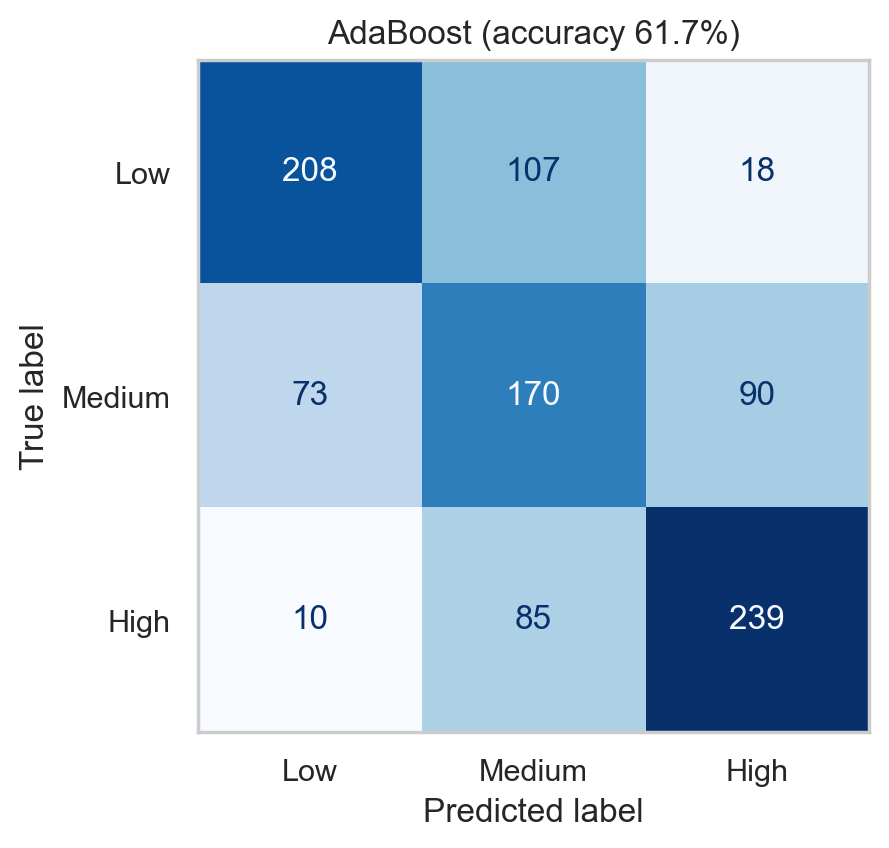 AdaBoost (accuracy 61.7%)
True label
Low
208 107 18
Medium
73 170 90
High
10 85 239
Low Medium High
Predicted label